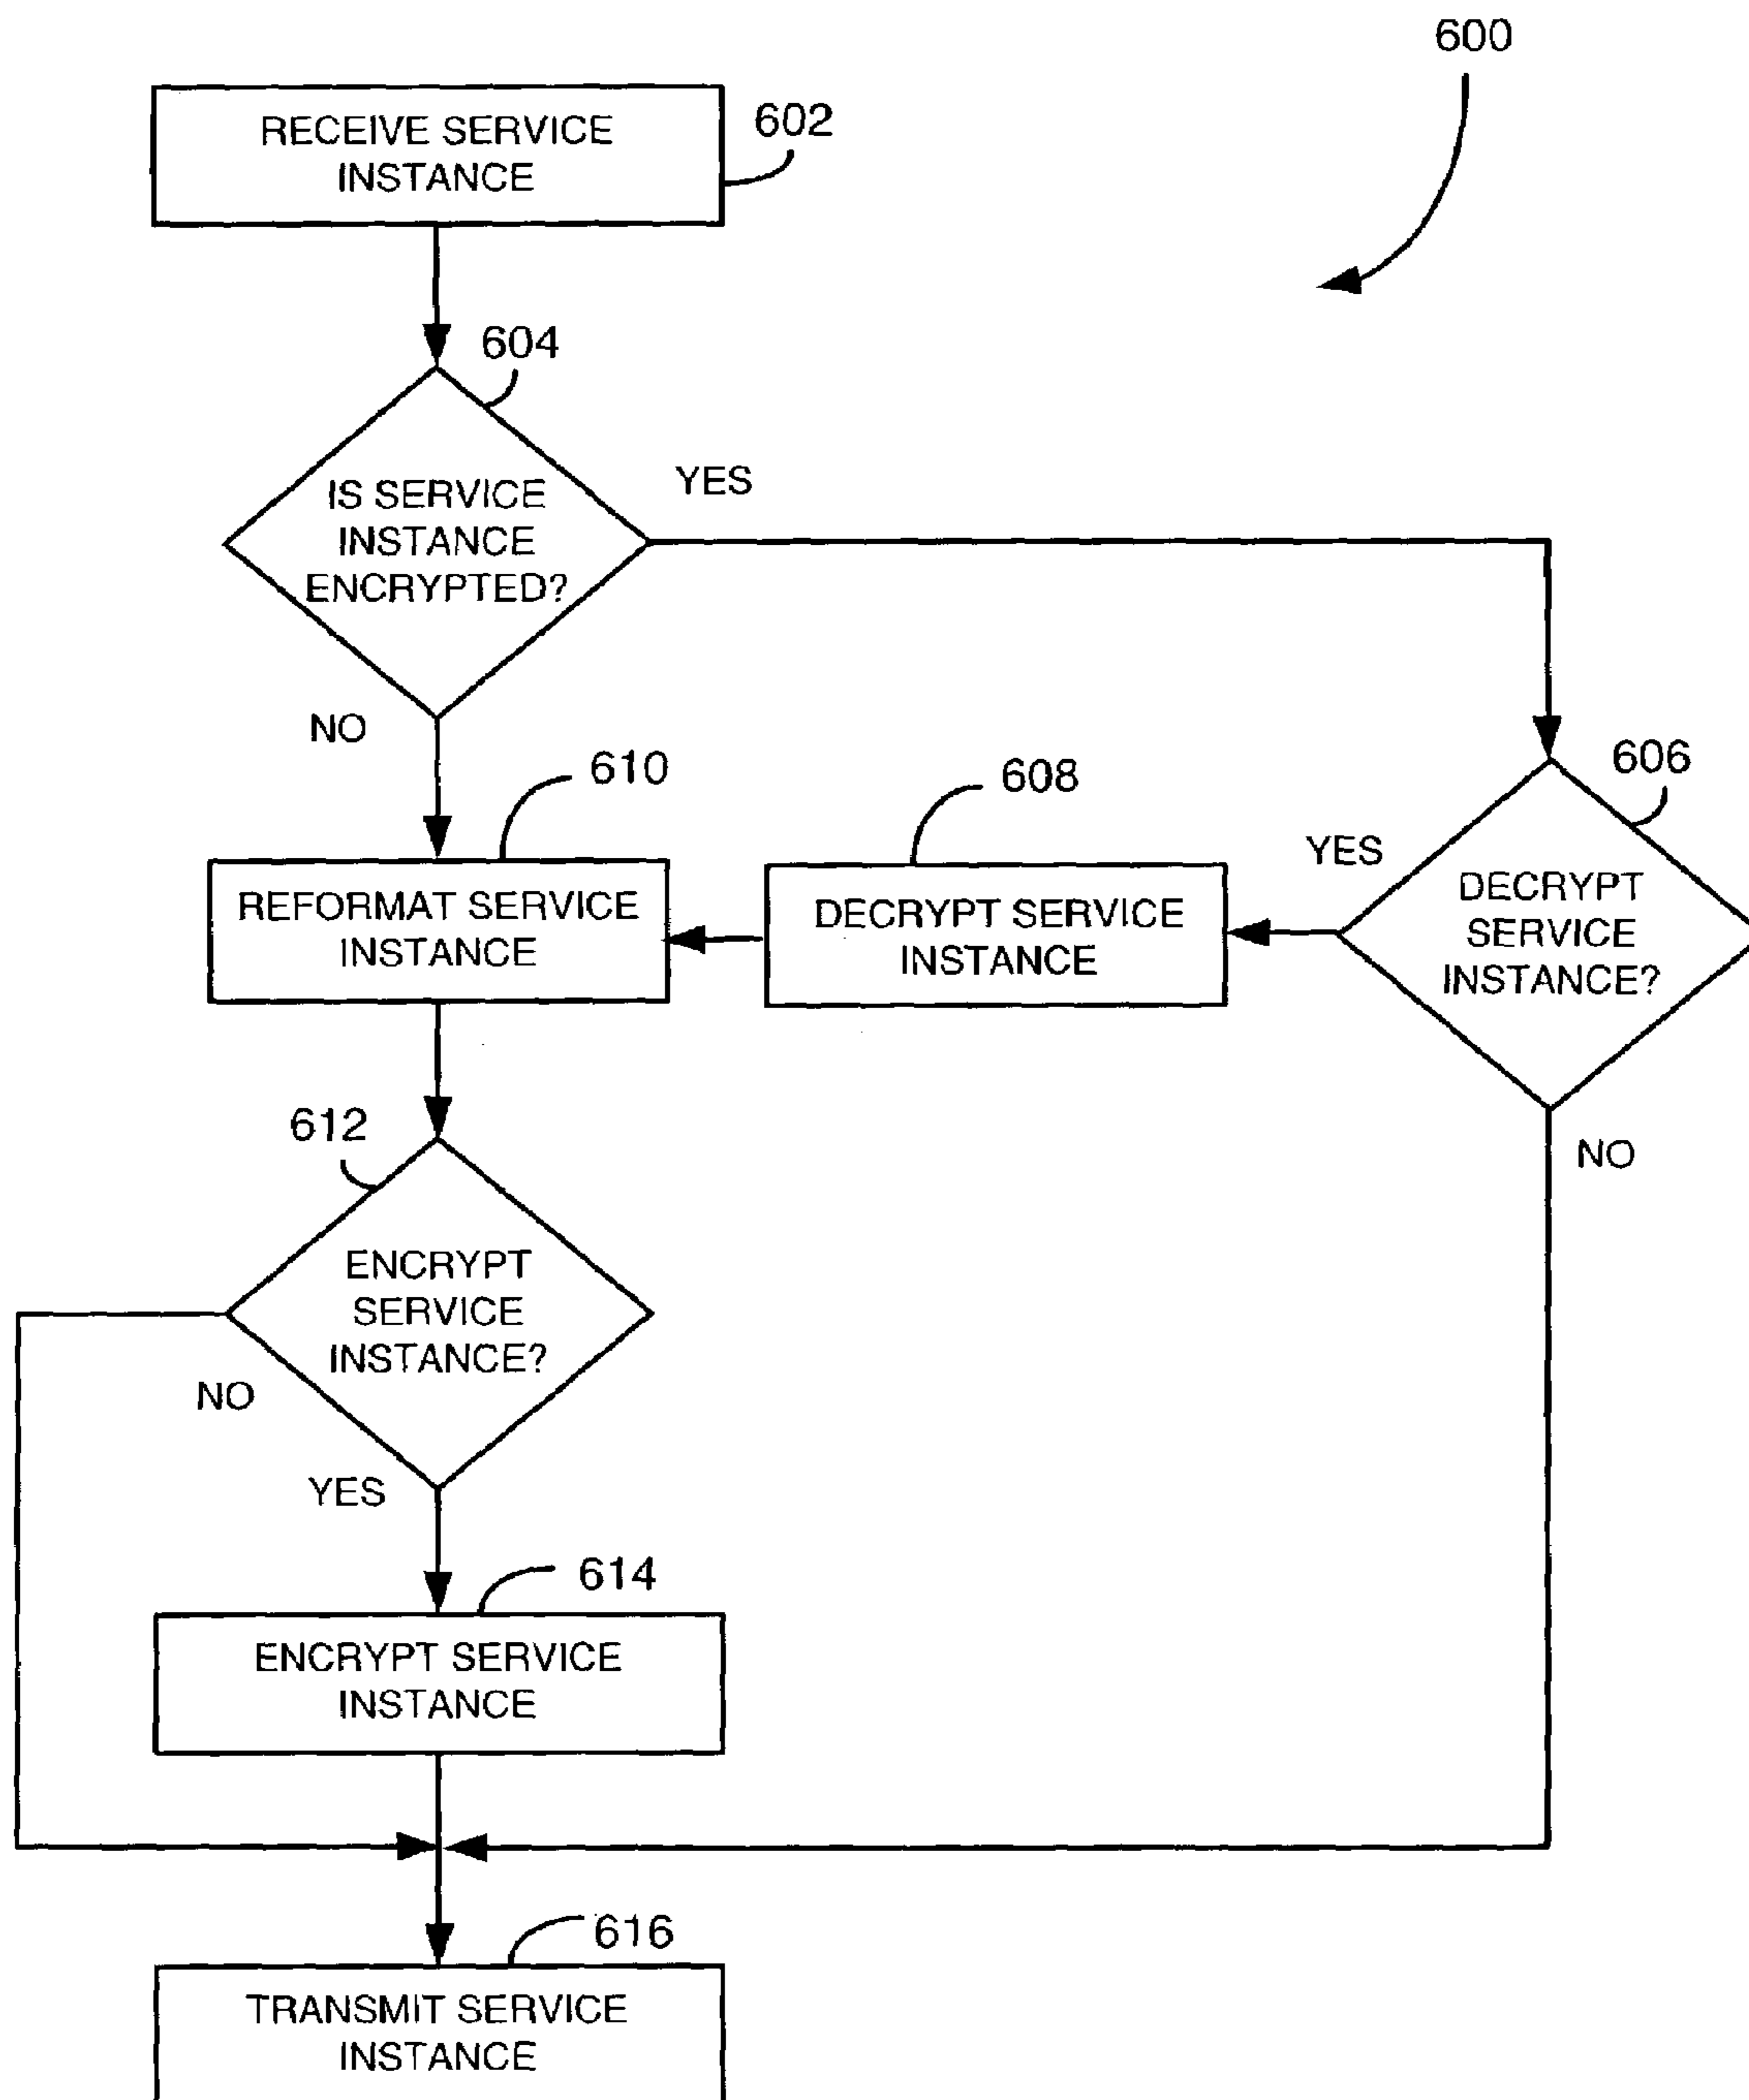 600
RECEIVE SERVICE
INSTANCE
602
604
IS SERVICE
INSTANCE
ENCRYPTED?
YES
NO
610
REFORMAT SERVICE
INSTANCE
608
DECRYPT SERVICE
INSTANCE
606
YES
DECRYPT
SERVICE
INSTANCE?
NO
612
ENCRYPT
SERVICE
INSTANCE?
NO
YES
614
ENCRYPT SERVICE
INSTANCE
616
TRANSMIT SERVICE
INSTANCE